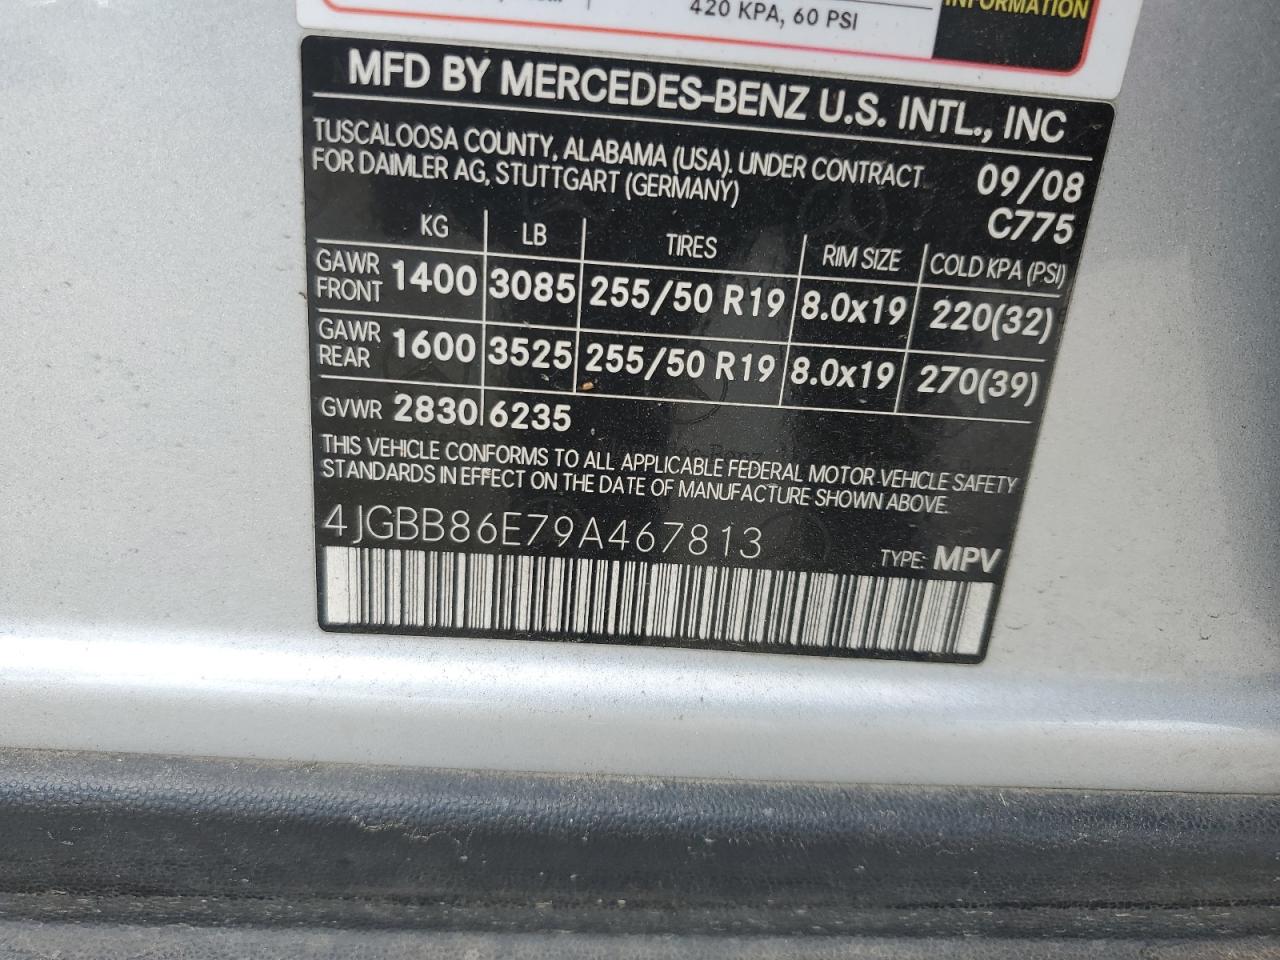 420 KPA, 60 PSI
INFORMATION
MFD BY MERCEDES-BENZ U.S. INTL., INC
TUSCALOOSA COUNTY, ALABAMA (USA). UNDER CONTRACT
FOR DAIMLER AG, STUTTGART (GERMANY)
09/08
C775
KG LB TIRES RIM SIZE COLD KPA (PSI)
GAWR FRONT 1400 3085 255/50 R19 8.0x19 220(32)
GAWR REAR 1600 3525 255/50 R19 8.0x19 270(39)
GVWR 2830 6235
THIS VEHICLE CONFORMS TO ALL APPLICABLE FEDERAL MOTOR VEHICLE SAFETY
STANDARDS IN EFFECT ON THE DATE OF MANUFACTURE SHOWN ABOVE.
4JGBB86E79A467813
TYPE: MPV